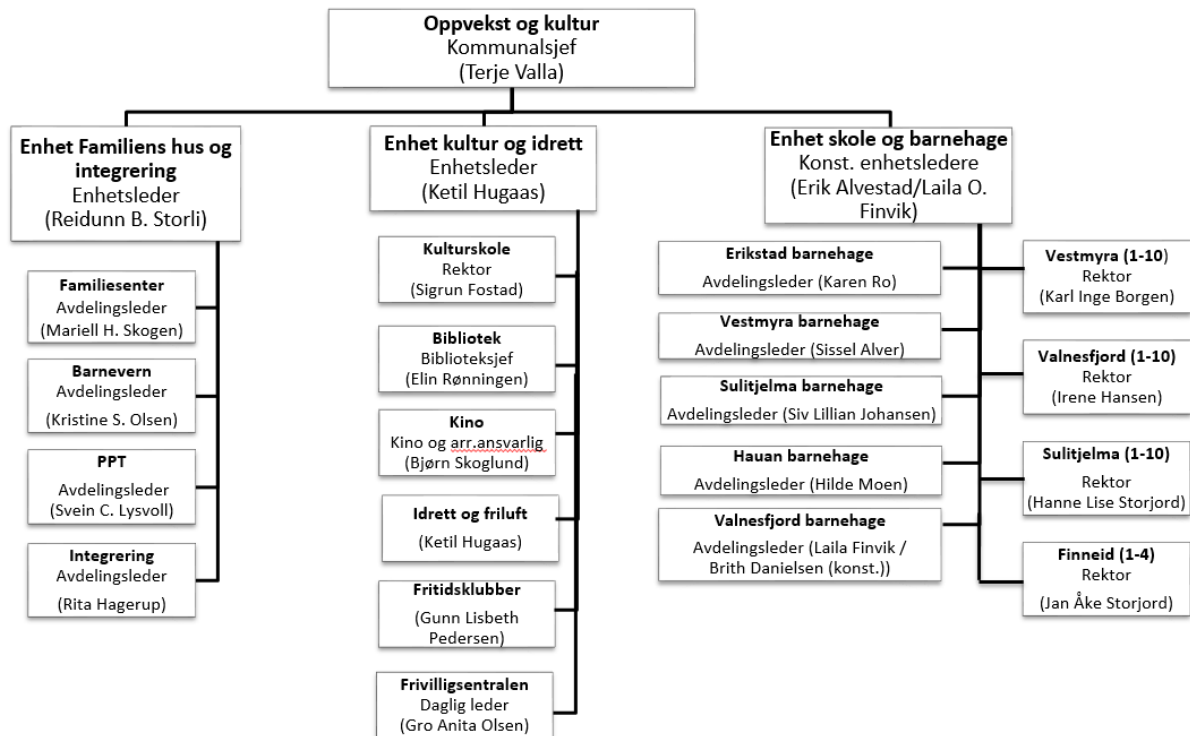 Oppvekst og kultur
Kommunalsjef
(Terje Valla)
Enhet Familiens hus og
integrering
Enhetsleder
(Reidunn B. Storli)
Familiesenter
Avdelingsleder
(Mariell H. Skogen)
Barnevern
Avdelingsleder
(Kristine S. Olsen)
PPT
Avdelingsleder
(Svein C. Lysvoll)
Integrering
Avdelingsleder
(Rita Hagerup)
Enhet kultur og idrett
Enhetsleder
(Ketil Hugaas)
Kulturskole
Rektor
(Sigrun Fostad)
Bibliotek
Biblioteksjef
(Elin Rønningen)
Kino
Kino og arr.ansvarlig
(Bjørn Skoglund)
Idrett og friluft
(Ketil Hugaas)
Fritidsklubber
(Gunn Lisbeth
Pedersen)
Frivilligsentralen
Daglig leder
(Gro Anita Olsen)
Enhet skole og barnehage
Konst. enhetsledere
(Erik Alvestad/Laila O.
Finvik)
Erikstad barnehage
Avdelingsleder (Karen Ro)
Vestmyra barnehage
Avdelingsleder (Sissel Alver)
Sulitjelma barnehage
Avdelingsleder (Siv Lillian Johansen)
Hauan barnehage
Avdelingsleder (Hilde Moen)
Valnesfjord barnehage
Avdelingsleder (Laila Finvik /
Brith Danielsen (konst.))
Vestmyra (1-10)
Rektor
(Karl Inge Borgen)
Valnesfjord (1-10)
Rektor
(Irene Hansen)
Sulitjelma (1-10)
Rektor
(Hanne Lise Storjord)
Finneid (1-4)
Rektor
(Jan Åke Storjord)